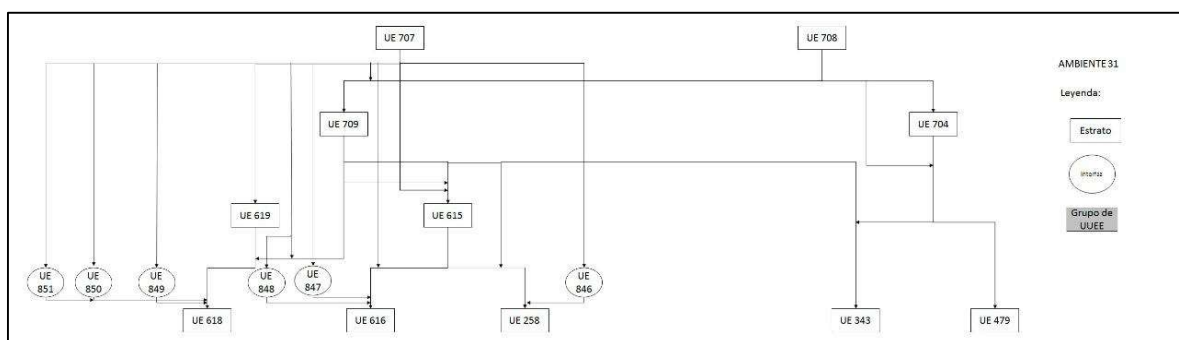 UE 707
UE 708
AMBIENTE 31
Leyenda:
UE 709
UE 704
Estrato
Interfaz
UE 619
UE 615
Grupo de
UUEE
UE
851
UE
850
UE
849
UE
848
UE
847
UE
846
UE 618
UE 616
UE 258
UE 343
UE 479